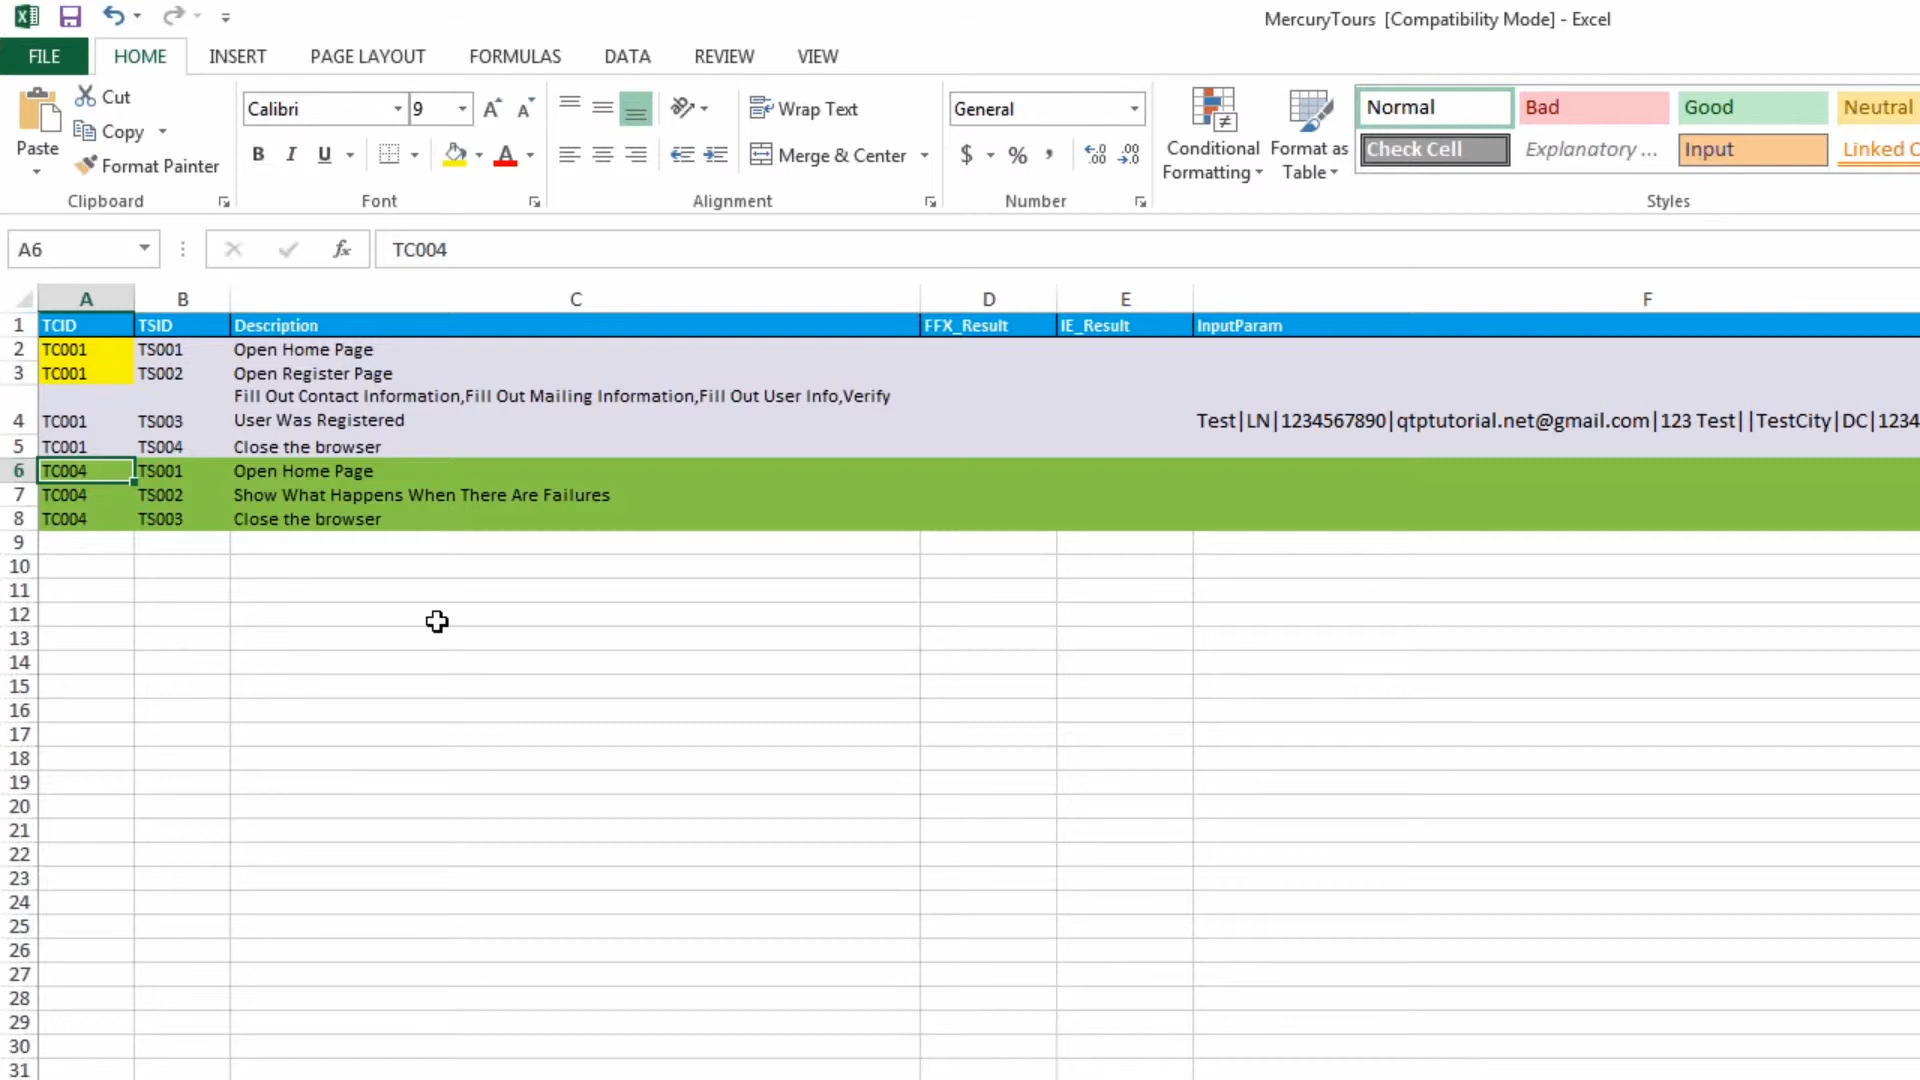 MercuryTours [Compatibility Mode] - Excel
FILE HOME INSERT PAGE LAYOUT FORMULAS DATA REVIEW VIEW
Paste
Cut
Copy
Format Painter
Clipboard
Calibri 9
B I U
Font
Wrap Text
Merge & Center
Alignment
General
$ % ,
Number
Conditional Formatting
Format as Table
Normal Bad Good Neutral
Check Cell Explanatory ... Input Linked C
Styles
A6 fx TC004
A B C D E F
1 TCID TSID Description FFX_Result IE_Result InputParam
2 TC001 TS001 Open Home Page
3 TC001 TS002 Open Register Page
Fill Out Contact Information,Fill Out Mailing Information,Fill Out User Info,Verify
4 TC001 TS003 User Was Registered Test|LN|1234567890|qtptutorial.net@gmail.com|123 Test||TestCity|DC|1234
5 TC001 TS004 Close the browser
6 TC004 TS001 Open Home Page
7 TC004 TS002 Show What Happens When There Are Failures
8 TC004 TS003 Close the browser
9
10
11
12
13
14
15
16
17
18
19
20
21
22
23
24
25
26
27
28
29
30
31